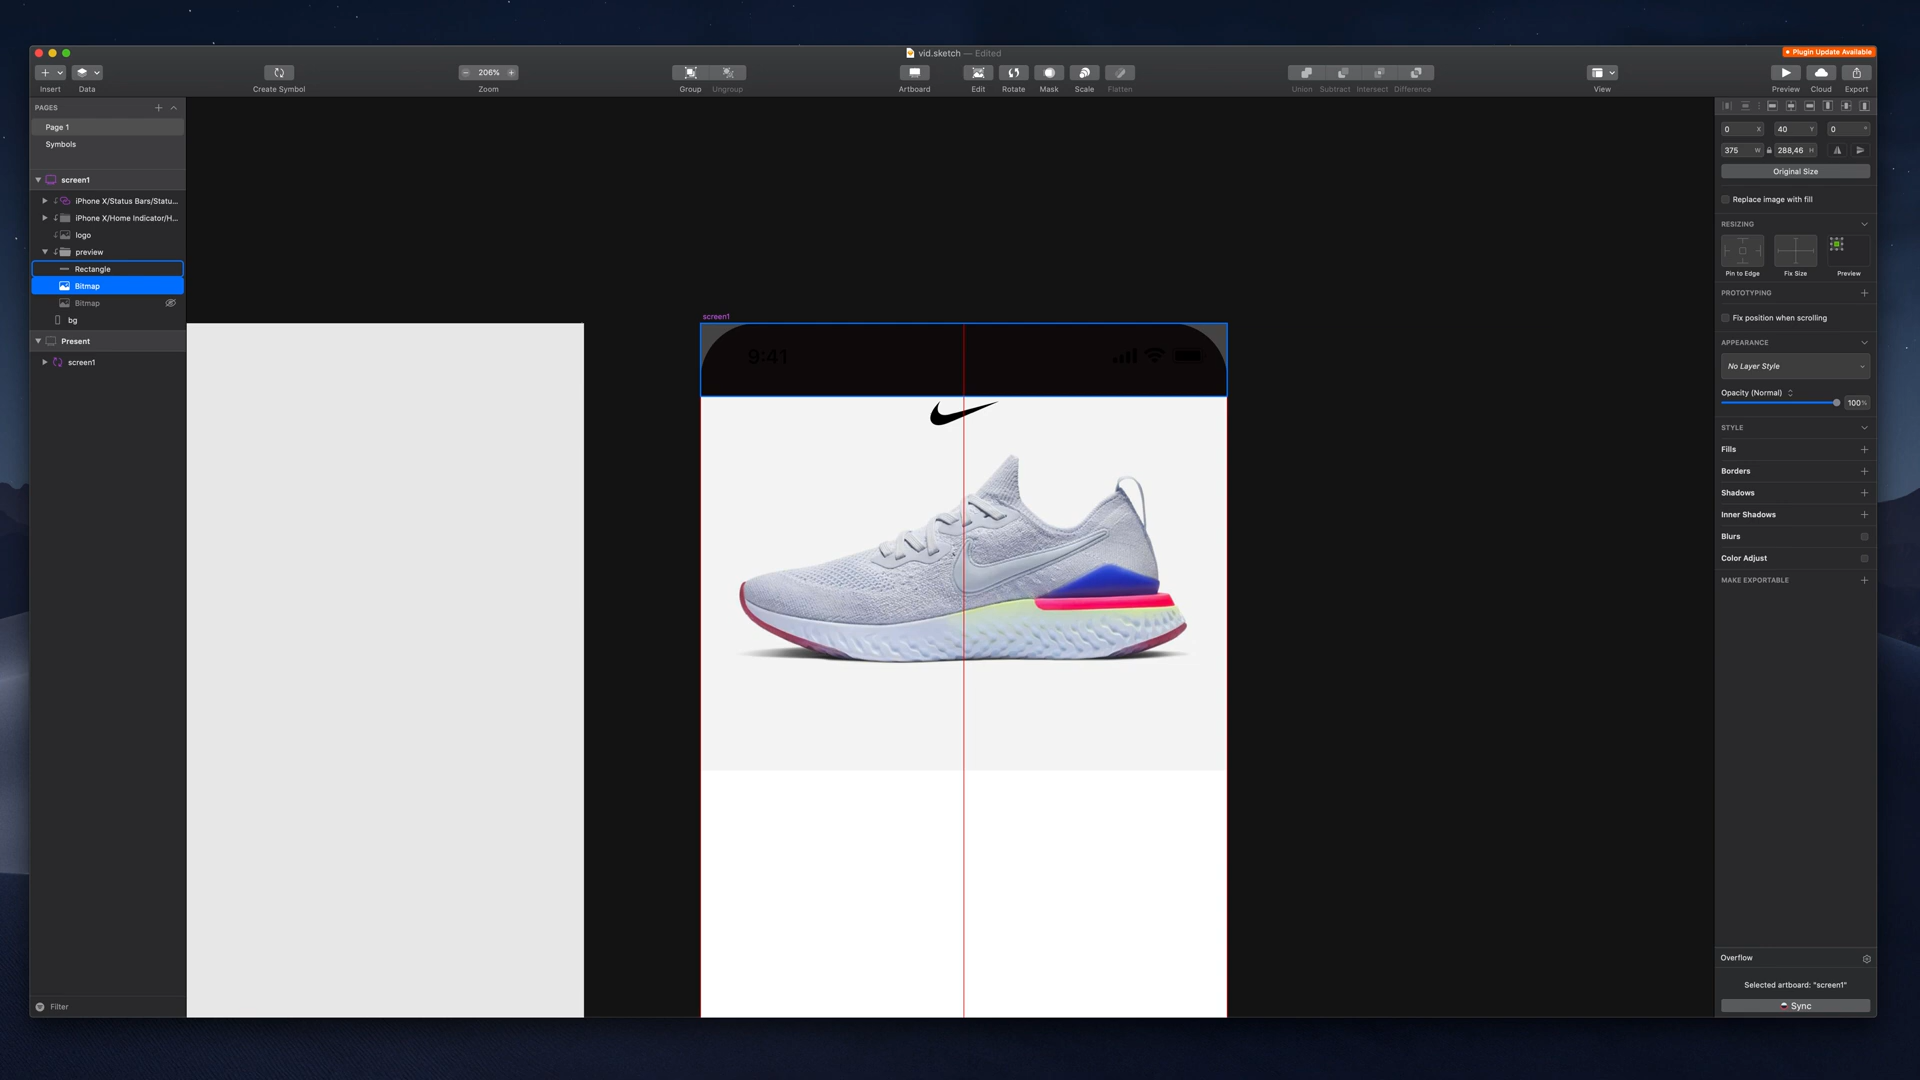 vid.sketch — Edited
Plugin Update Available
206%
Insert
Data
Create Symbol
Zoom
Group
Ungroup
Artboard
Edit
Rotate
Mask
Scale
Flatten
Union
Subtract
Intersect
Difference
View
Preview
Cloud
Export
PAGES
Page 1
Symbols
screen1
iPhone X/Status Bars/Statu...
iPhone X/Home Indicator/H...
logo
preview
Rectangle
Bitmap
Bitmap
bg
Present
screen1
Filter
screen1
9:41
0 X
40 Y
0 °
375 W
288,46 H
Original Size
Replace image with fill
RESIZING
Pin to Edge
Fix Size
Preview
PROTOTYPING
Fix position when scrolling
APPEARANCE
No Layer Style
Opacity (Normal)
100%
STYLE
Fills
Borders
Shadows
Inner Shadows
Blurs
Color Adjust
MAKE EXPORTABLE
Overflow
Selected artboard: "screen1"
Sync